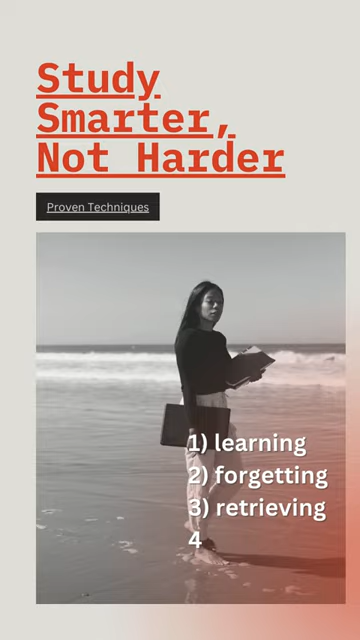 Study
Smarter,
Not Harder
Proven Techniques
1) learning
2) forgetting
3) retrieving
4